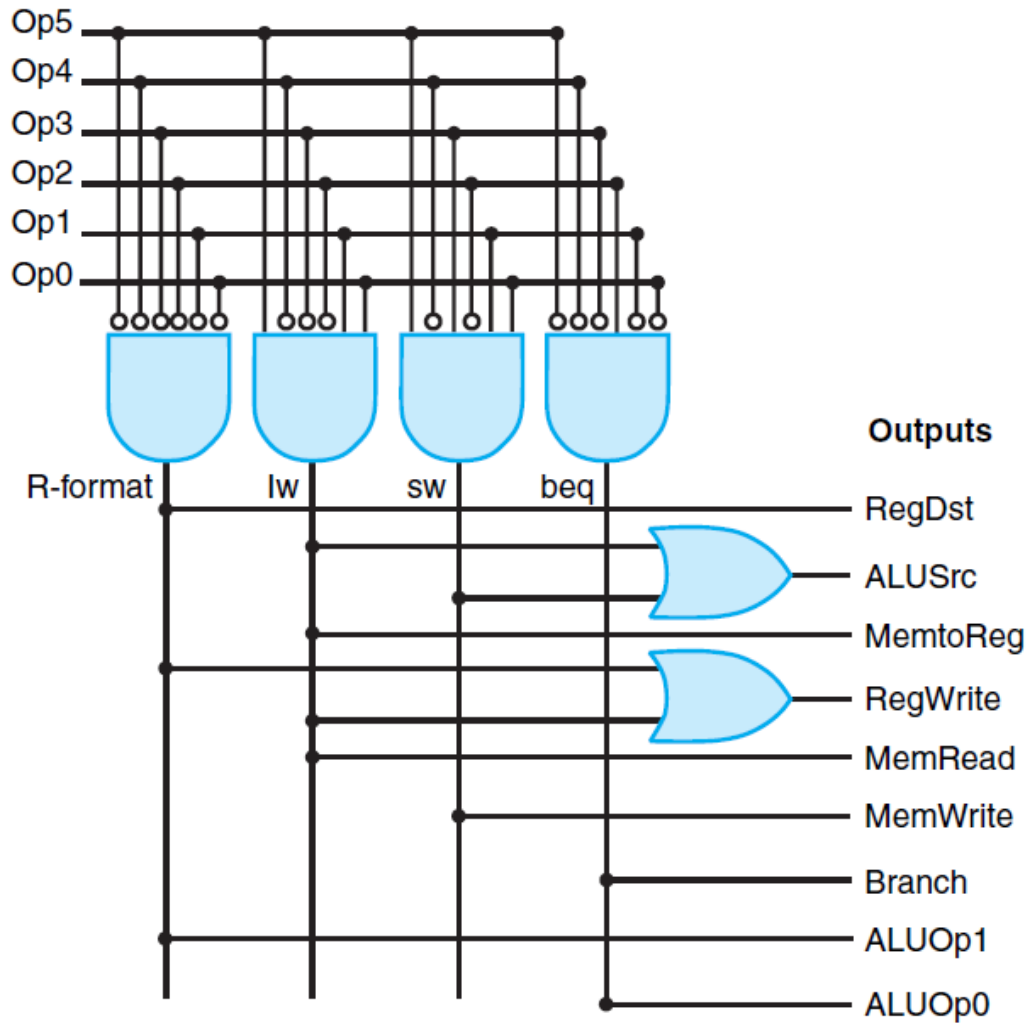 Op5
Op4
Op3
Op2
Op1
Op0
R-format lw sw beq
Outputs
RegDst
ALUSrc
MemtoReg
RegWrite
MemRead
MemWrite
Branch
ALUOp1
ALUOp0